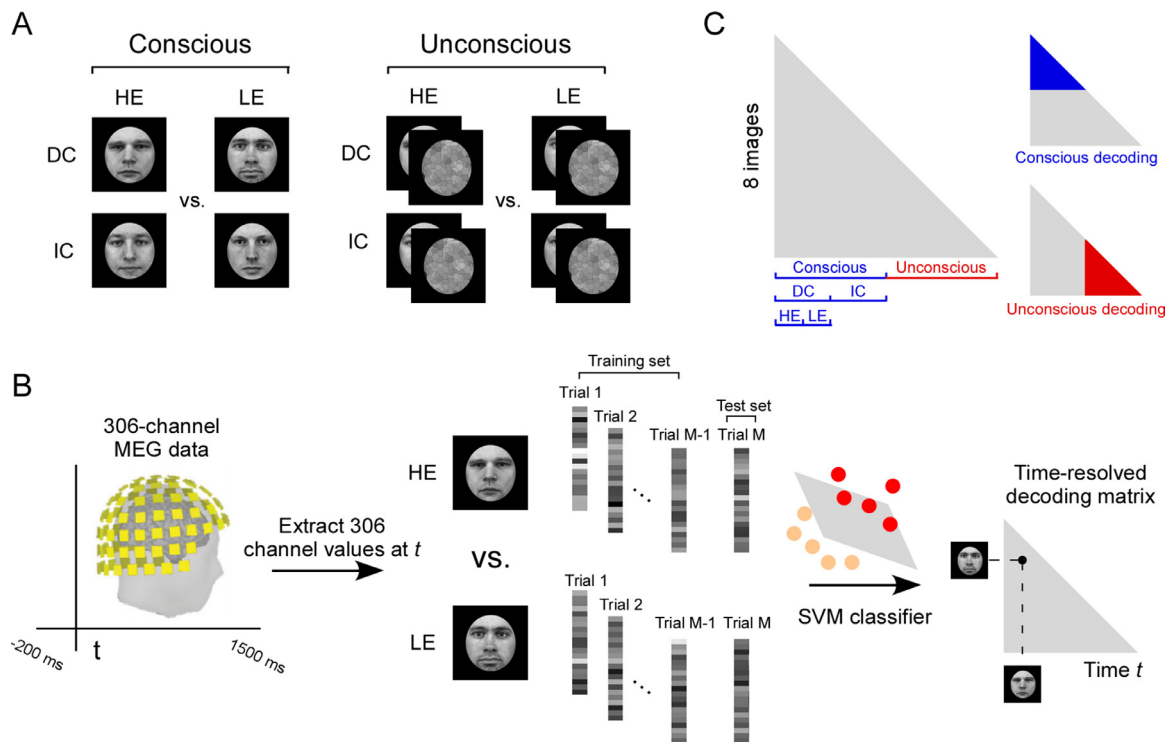 A
Conscious
Unconscious
HE
LE
HE
LE
DC
vs.
IC
DC
vs.
IC
C
8 images
Conscious
Unconscious
DC
IC
HE
LE
Conscious decoding
Unconscious decoding
B
306-channel
MEG data
-200 ms
t
1500 ms
Extract 306
channel values at t
HE
vs.
LE
Training set
Trial 1
Trial 2
Trial M-1
Test set
Trial M
Trial 1
Trial 2
Trial M-1
Trial M
SVM classifier
Time-resolved
decoding matrix
Time t